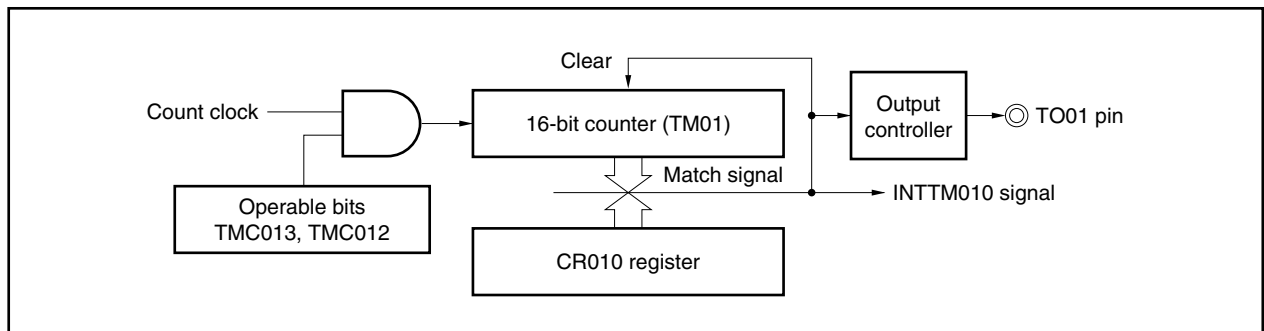 Clear
Count clock
16-bit counter (TM01)
Output
controller
TO01 pin
Match signal
INTTM010 signal
Operable bits
TMC013, TMC012
CR010 register